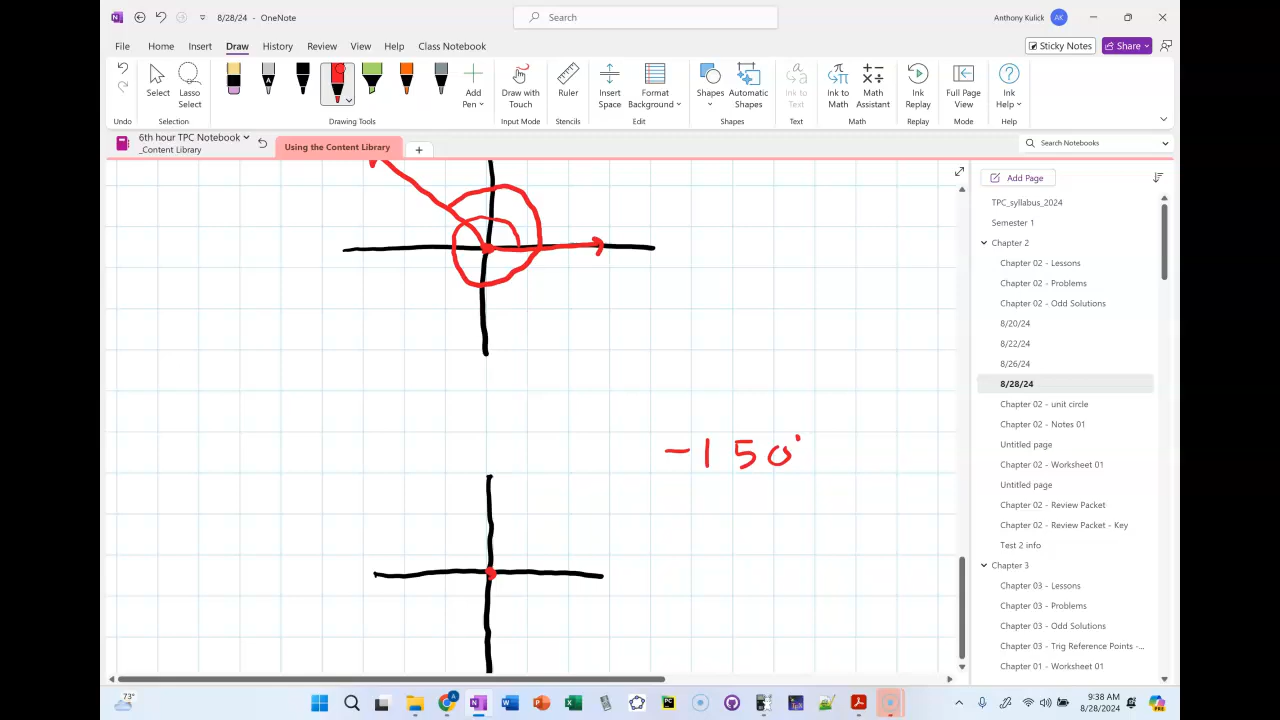 8/28/24 - OneNote
Search
Anthony Kulick
AK
File Home Insert Draw History Review View Help Class Notebook
Sticky Notes
Share
Select
Lasso Select
Add Pen
Draw with Touch
Ruler
Insert Space
Format Background
Shapes
Automatic Shapes
Ink to Text
Ink to Math
Math Assistant
Ink Replay
Full Page View
Ink Help
Undo Selection Drawing Tools Input Mode Stencils Edit Shapes Text Math Replay Mode Help
6th hour TPC Notebook
_Content Library
Using the Content Library
Search Notebooks
Add Page
TPC_syllabus_2024
Semester 1
Chapter 2
Chapter 02 - Lessons
Chapter 02 - Problems
Chapter 02 - Odd Solutions
8/20/24
8/22/24
8/26/24
8/28/24
Chapter 02 - unit circle
Chapter 02 - Notes 01
Untitled page
Chapter 02 - Worksheet 01
Untitled page
Chapter 02 - Review Packet
Chapter 02 - Review Packet - Key
Test 2 info
Chapter 3
Chapter 03 - Lessons
Chapter 03 - Problems
Chapter 03 - Odd Solutions
Chapter 03 - Trig Reference Points -...
Chapter 01 - Worksheet 01
-150°
73°
9:38 AM
8/28/2024